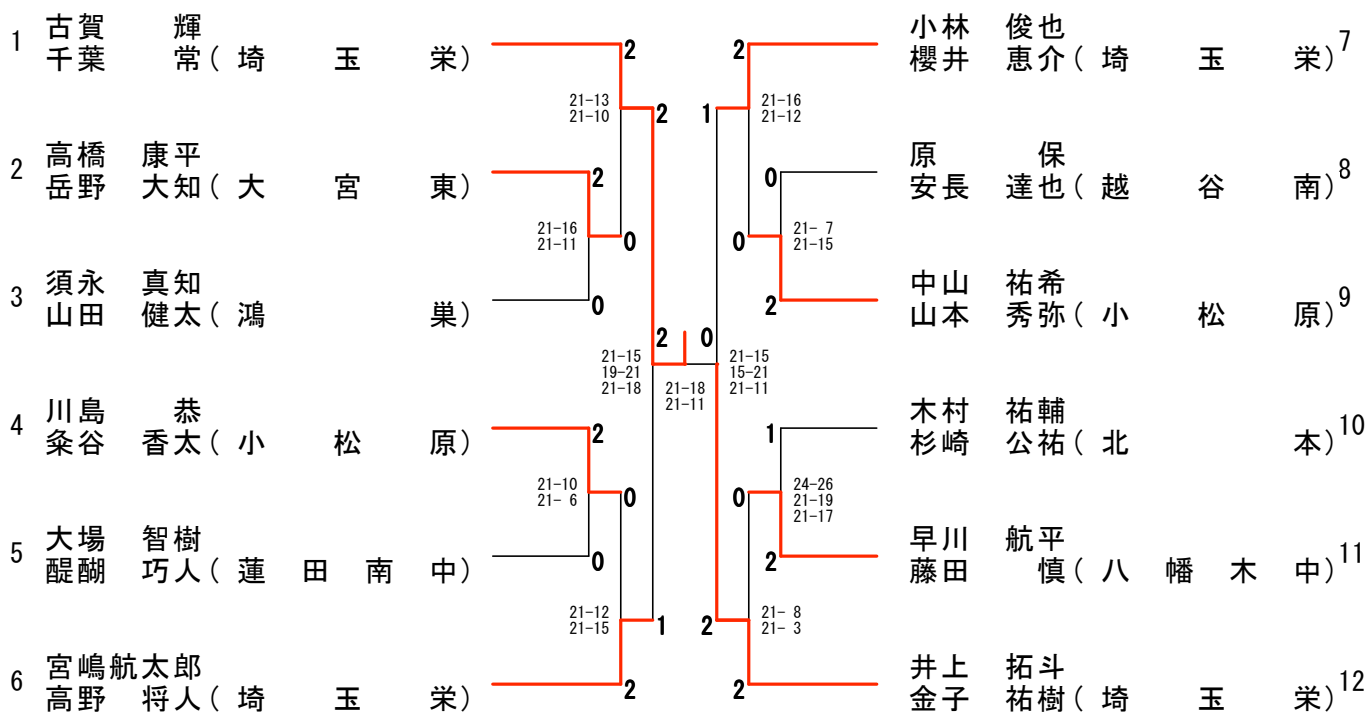 1 古賀 輝
千葉 常(埼玉栄)
2 高橋 康平
岳野 大知(大宮東)
3 須永 真知
山田 健太(鴻巣)
4 川島 恭
粂谷 香太(小松原)
5 大場 智樹
醍醐 巧人(蓮田南中)
6 宮嶋航太郎
高野 将人(埼玉栄)
2
21-13
21-10
2
2
21-16
21-11
0
0
2
21-15
19-21
21-18
2
21-10
21- 6
0
0
21-12
21-15
1
2
21-18
21-11
2
1
21-16
21-12
0
21- 7
21-15
0
2
0
21-15
15-21
21-11
1
24-26
21-19
21-17
0
2
21- 8
21- 3
2
2
小林 俊也
櫻井 恵介(埼玉栄) 7
原 保
安長 達也(越谷南) 8
中山 祐希
山本 秀弥(小松原) 9
木村 祐輔
杉崎 公祐(北本) 10
早川 航平
藤田 慎(八幡木中) 11
井上 拓斗
金子 祐樹(埼玉栄) 12